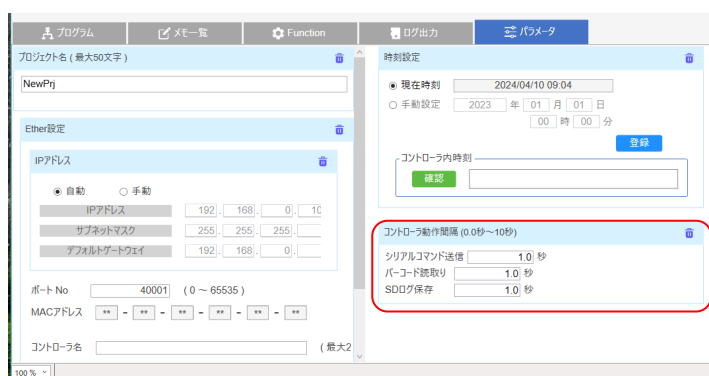 プログラム メモ一覧 Function ログ出力 パラメータ
プロジェクト名 ( 最大50文字 )
NewPrj
Ether設定
IPアドレス
自動 手動
IPアドレス 192 . 168 . 0 . 10
サブネットマスク 255 . 255 . 255 .
デフォルトゲートウエイ 192 . 168 . 0 .
ポート No 40001 ( 0 ～ 65535 )
MACアドレス ** - ** - ** - ** - ** - **
コントローラ名 ( 最大2
100 %
時刻設定
現在時刻 2024/04/10 09:04
手動設定 2023 年 01 月 01 日
00 時 00 分
登録
コントローラ内時刻
確認
コントローラ動作間隔 (0.0秒～10秒)
シリアルコマンド送信 1.0 秒
バーコード読取り 1.0 秒
SDログ保存 1.0 秒